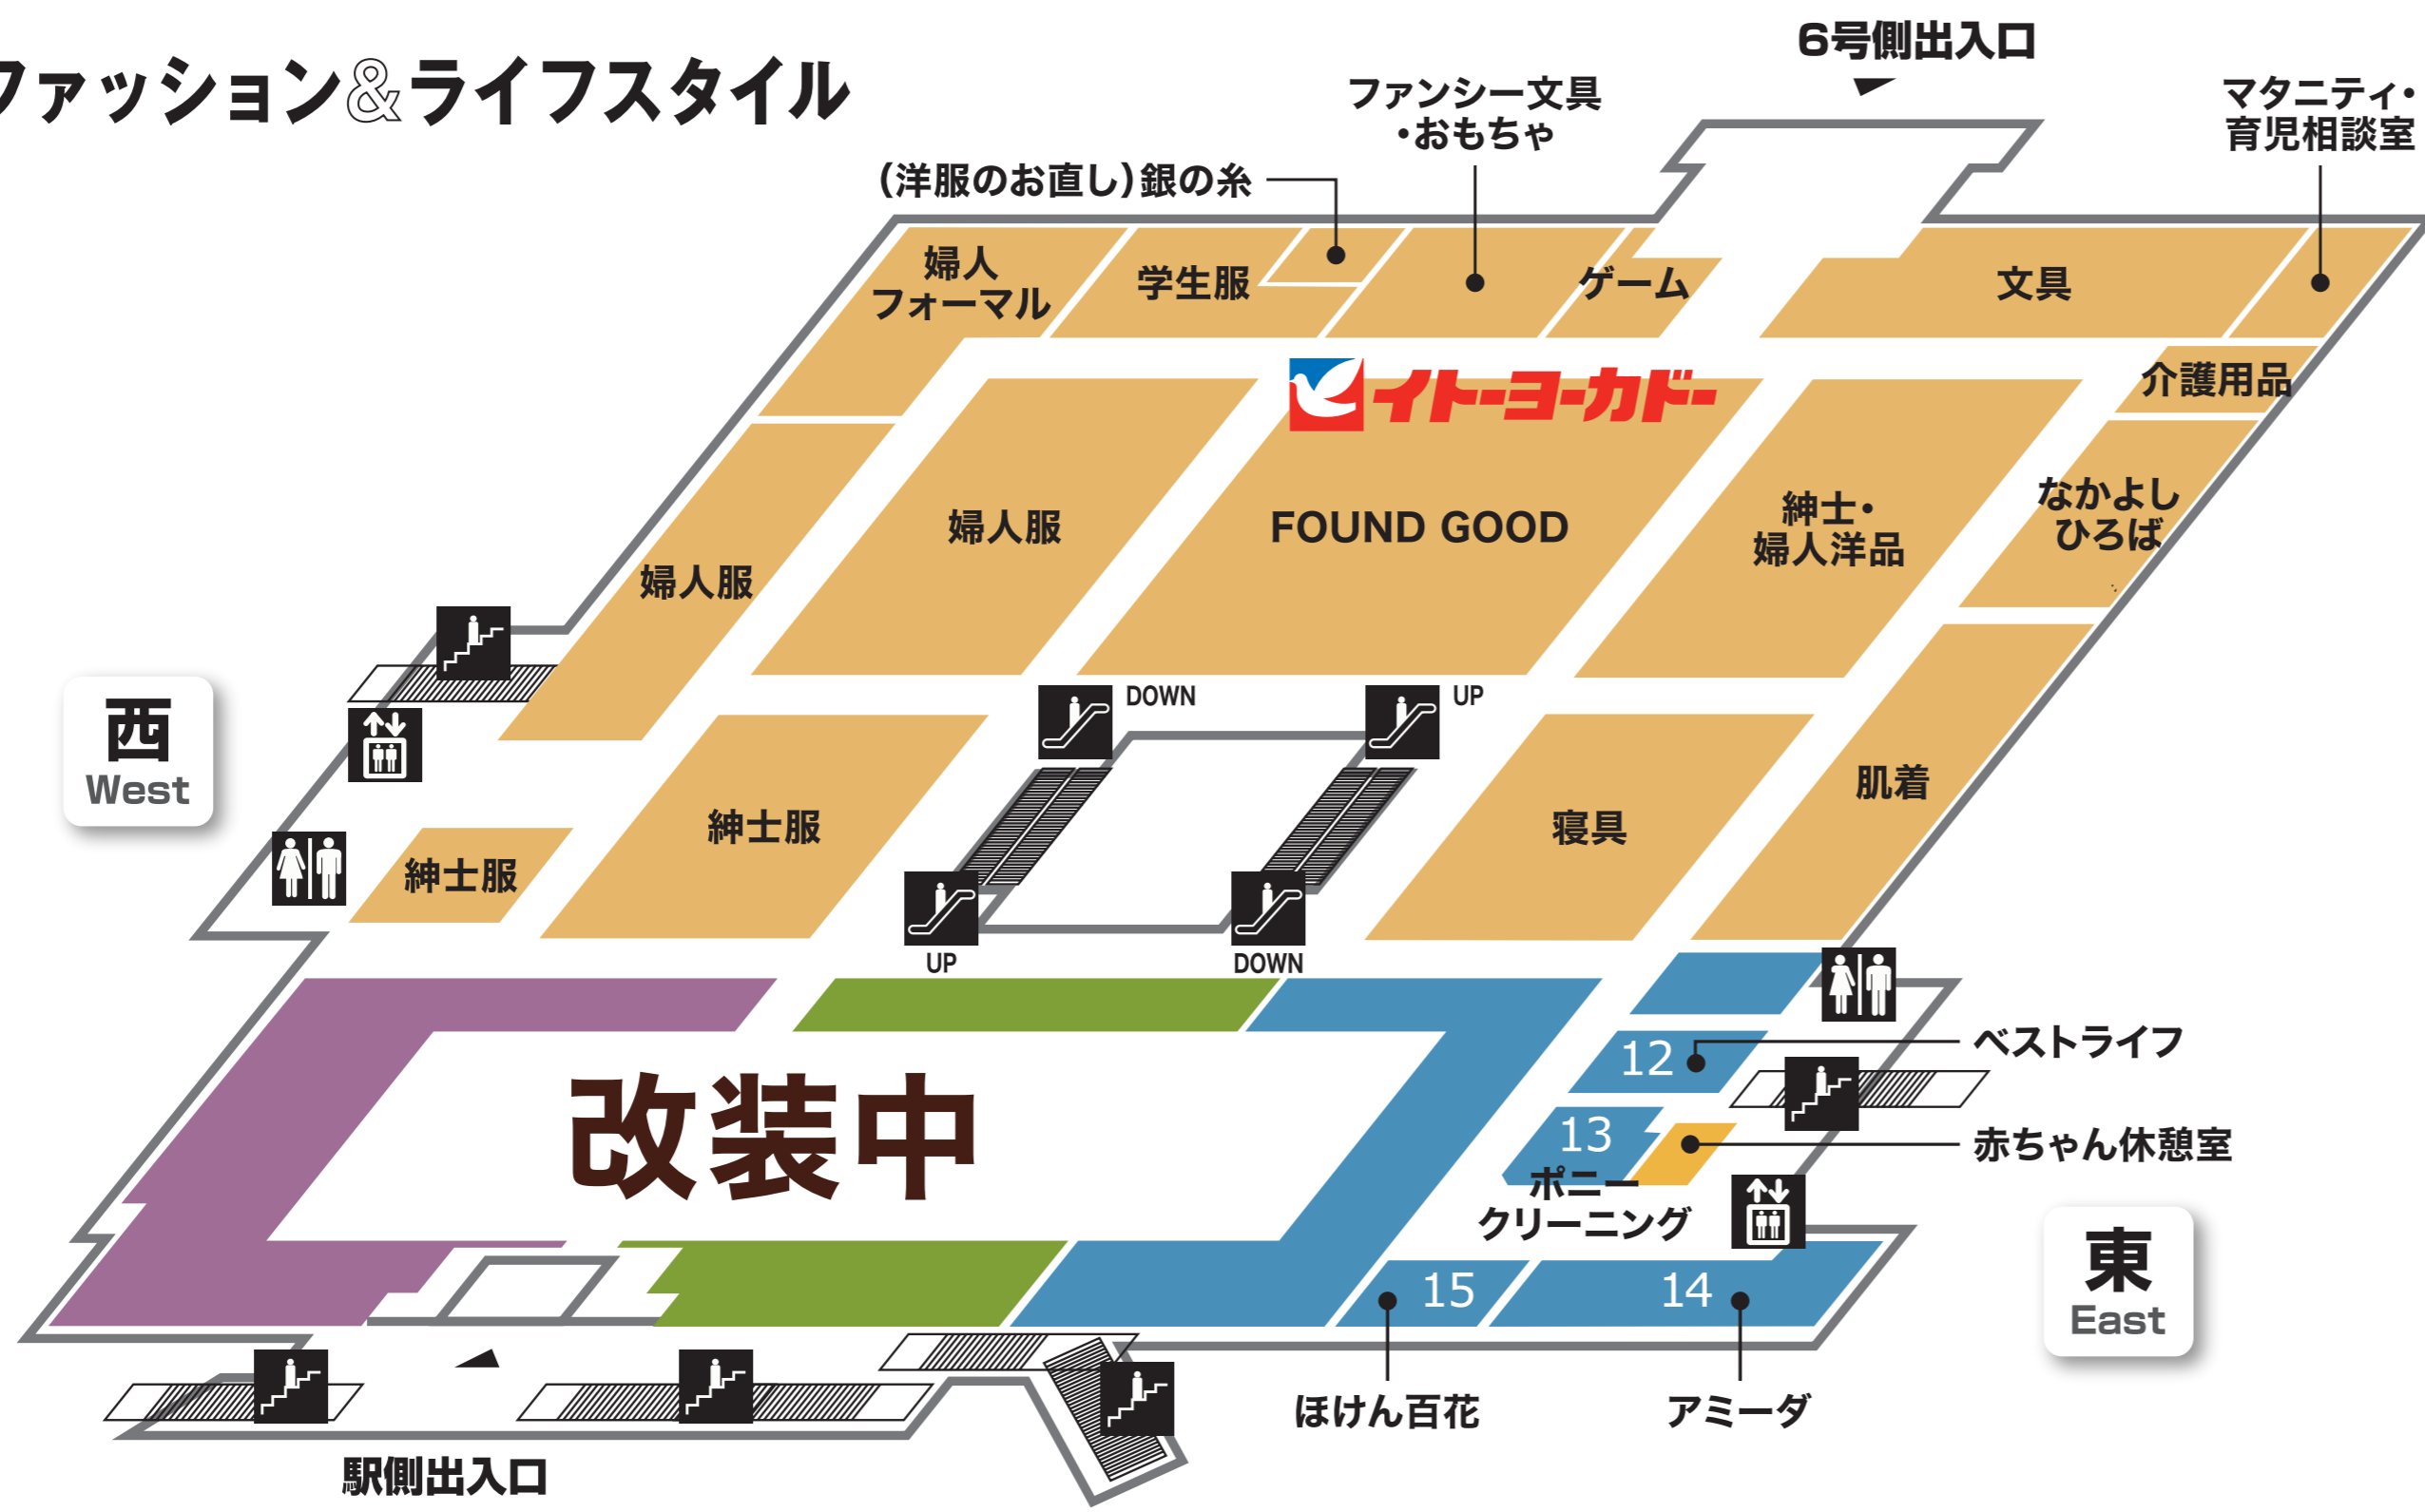 ファッション&ライフスタイル
6号側出入口
ファンシー文具
・おもちゃ
マタニティ・
育児相談室
（洋服のお直し）銀の糸
婦人
フォーマル
学生服
ゲーム
文具
介護用品
イトーヨーカドー
婦人服
婦人服
FOUND GOOD
紳士・
婦人洋品
なかよし
ひろば
西
West
DOWN
UP
紳士服
紳士服
寝具
肌着
UP
DOWN
改装中
12
ベストライフ
13
ポニー
クリーニング
赤ちゃん休憩室
東
East
15
14
ほけん百花
アミーダ
駅側出入口